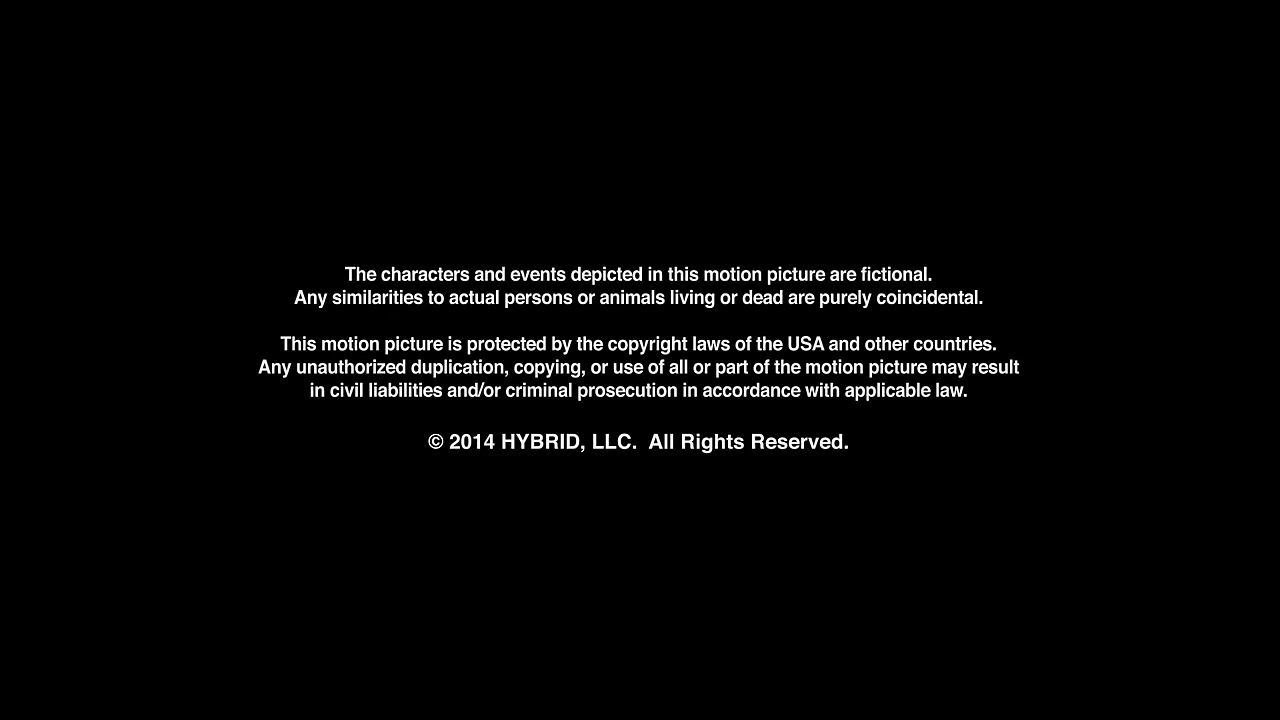 The characters and events depicted in this motion picture are fictional.
Any similarities to actual persons or animals living or dead are purely coincidental.
This motion picture is protected by the copyright laws of the USA and other countries.
Any unauthorized duplication, copying, or use of all or part of the motion picture may result
in civil liabilities and/or criminal prosecution in accordance with applicable law.
© 2014 HYBRID, LLC.  All Rights Reserved.